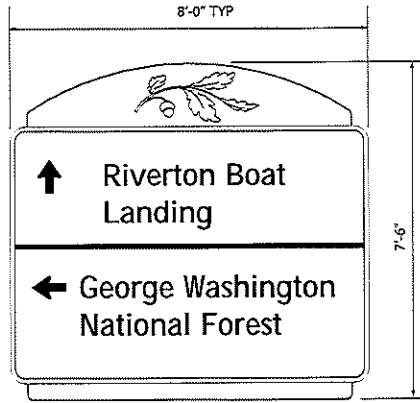 8'-0" TYP
Riverton Boat
Landing
7'-6"
George Washington
National Forest